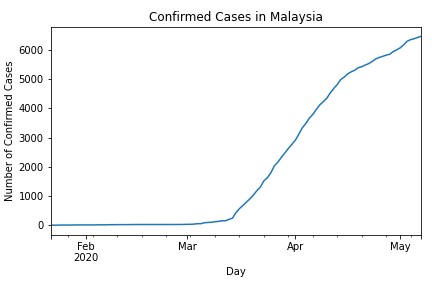 Confirmed Cases in Malaysia
6000
5000
4000
3000
2000
1000
0
Number of Confirmed Cases
Feb
2020
Mar
Apr
May
Day